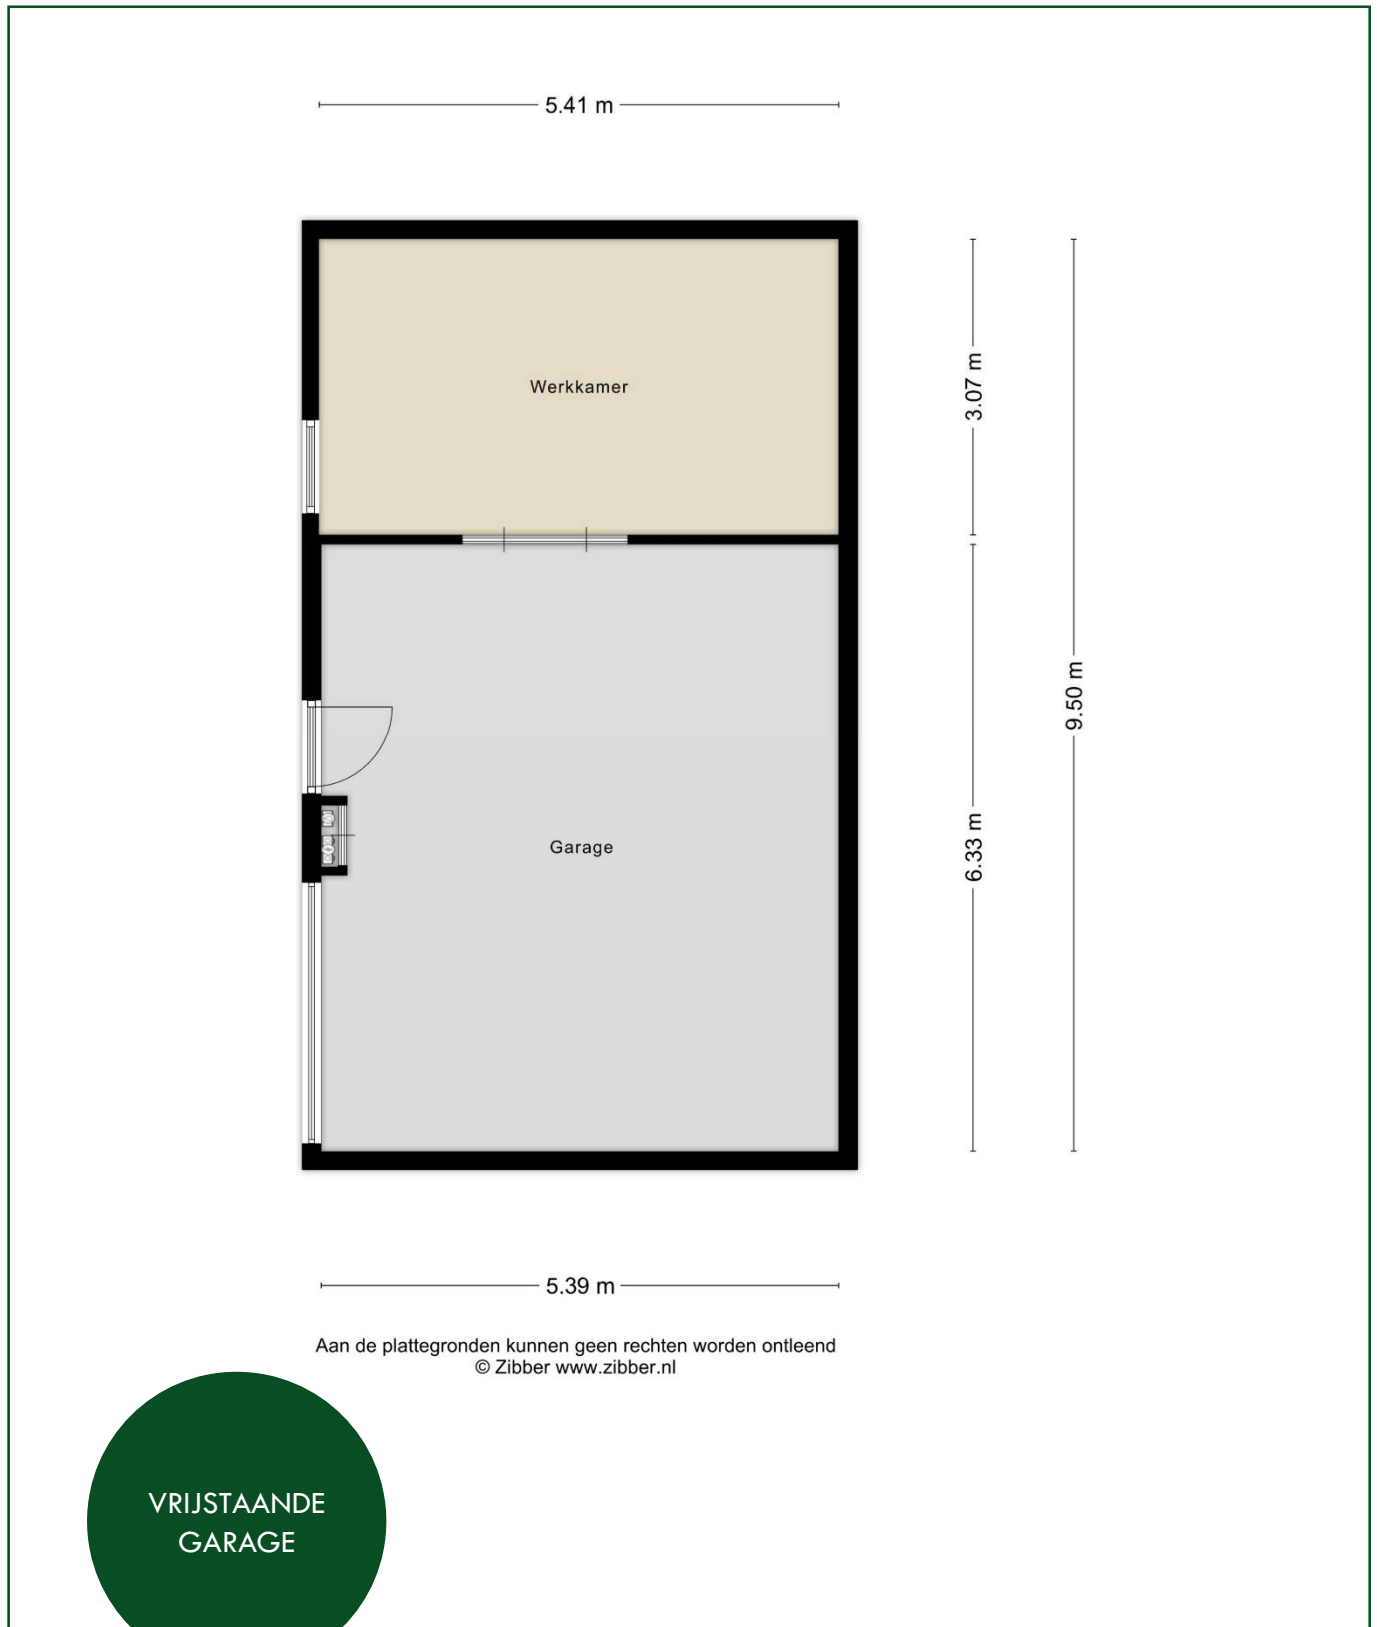 5.41 m
Werkkamer
3.07 m
9.50 m
6.33 m
Garage
5.39 m
Aan de plattegronden kunnen geen rechten worden ontleend
© Zibber www.zibber.nl
VRIJSTAANDE
GARAGE